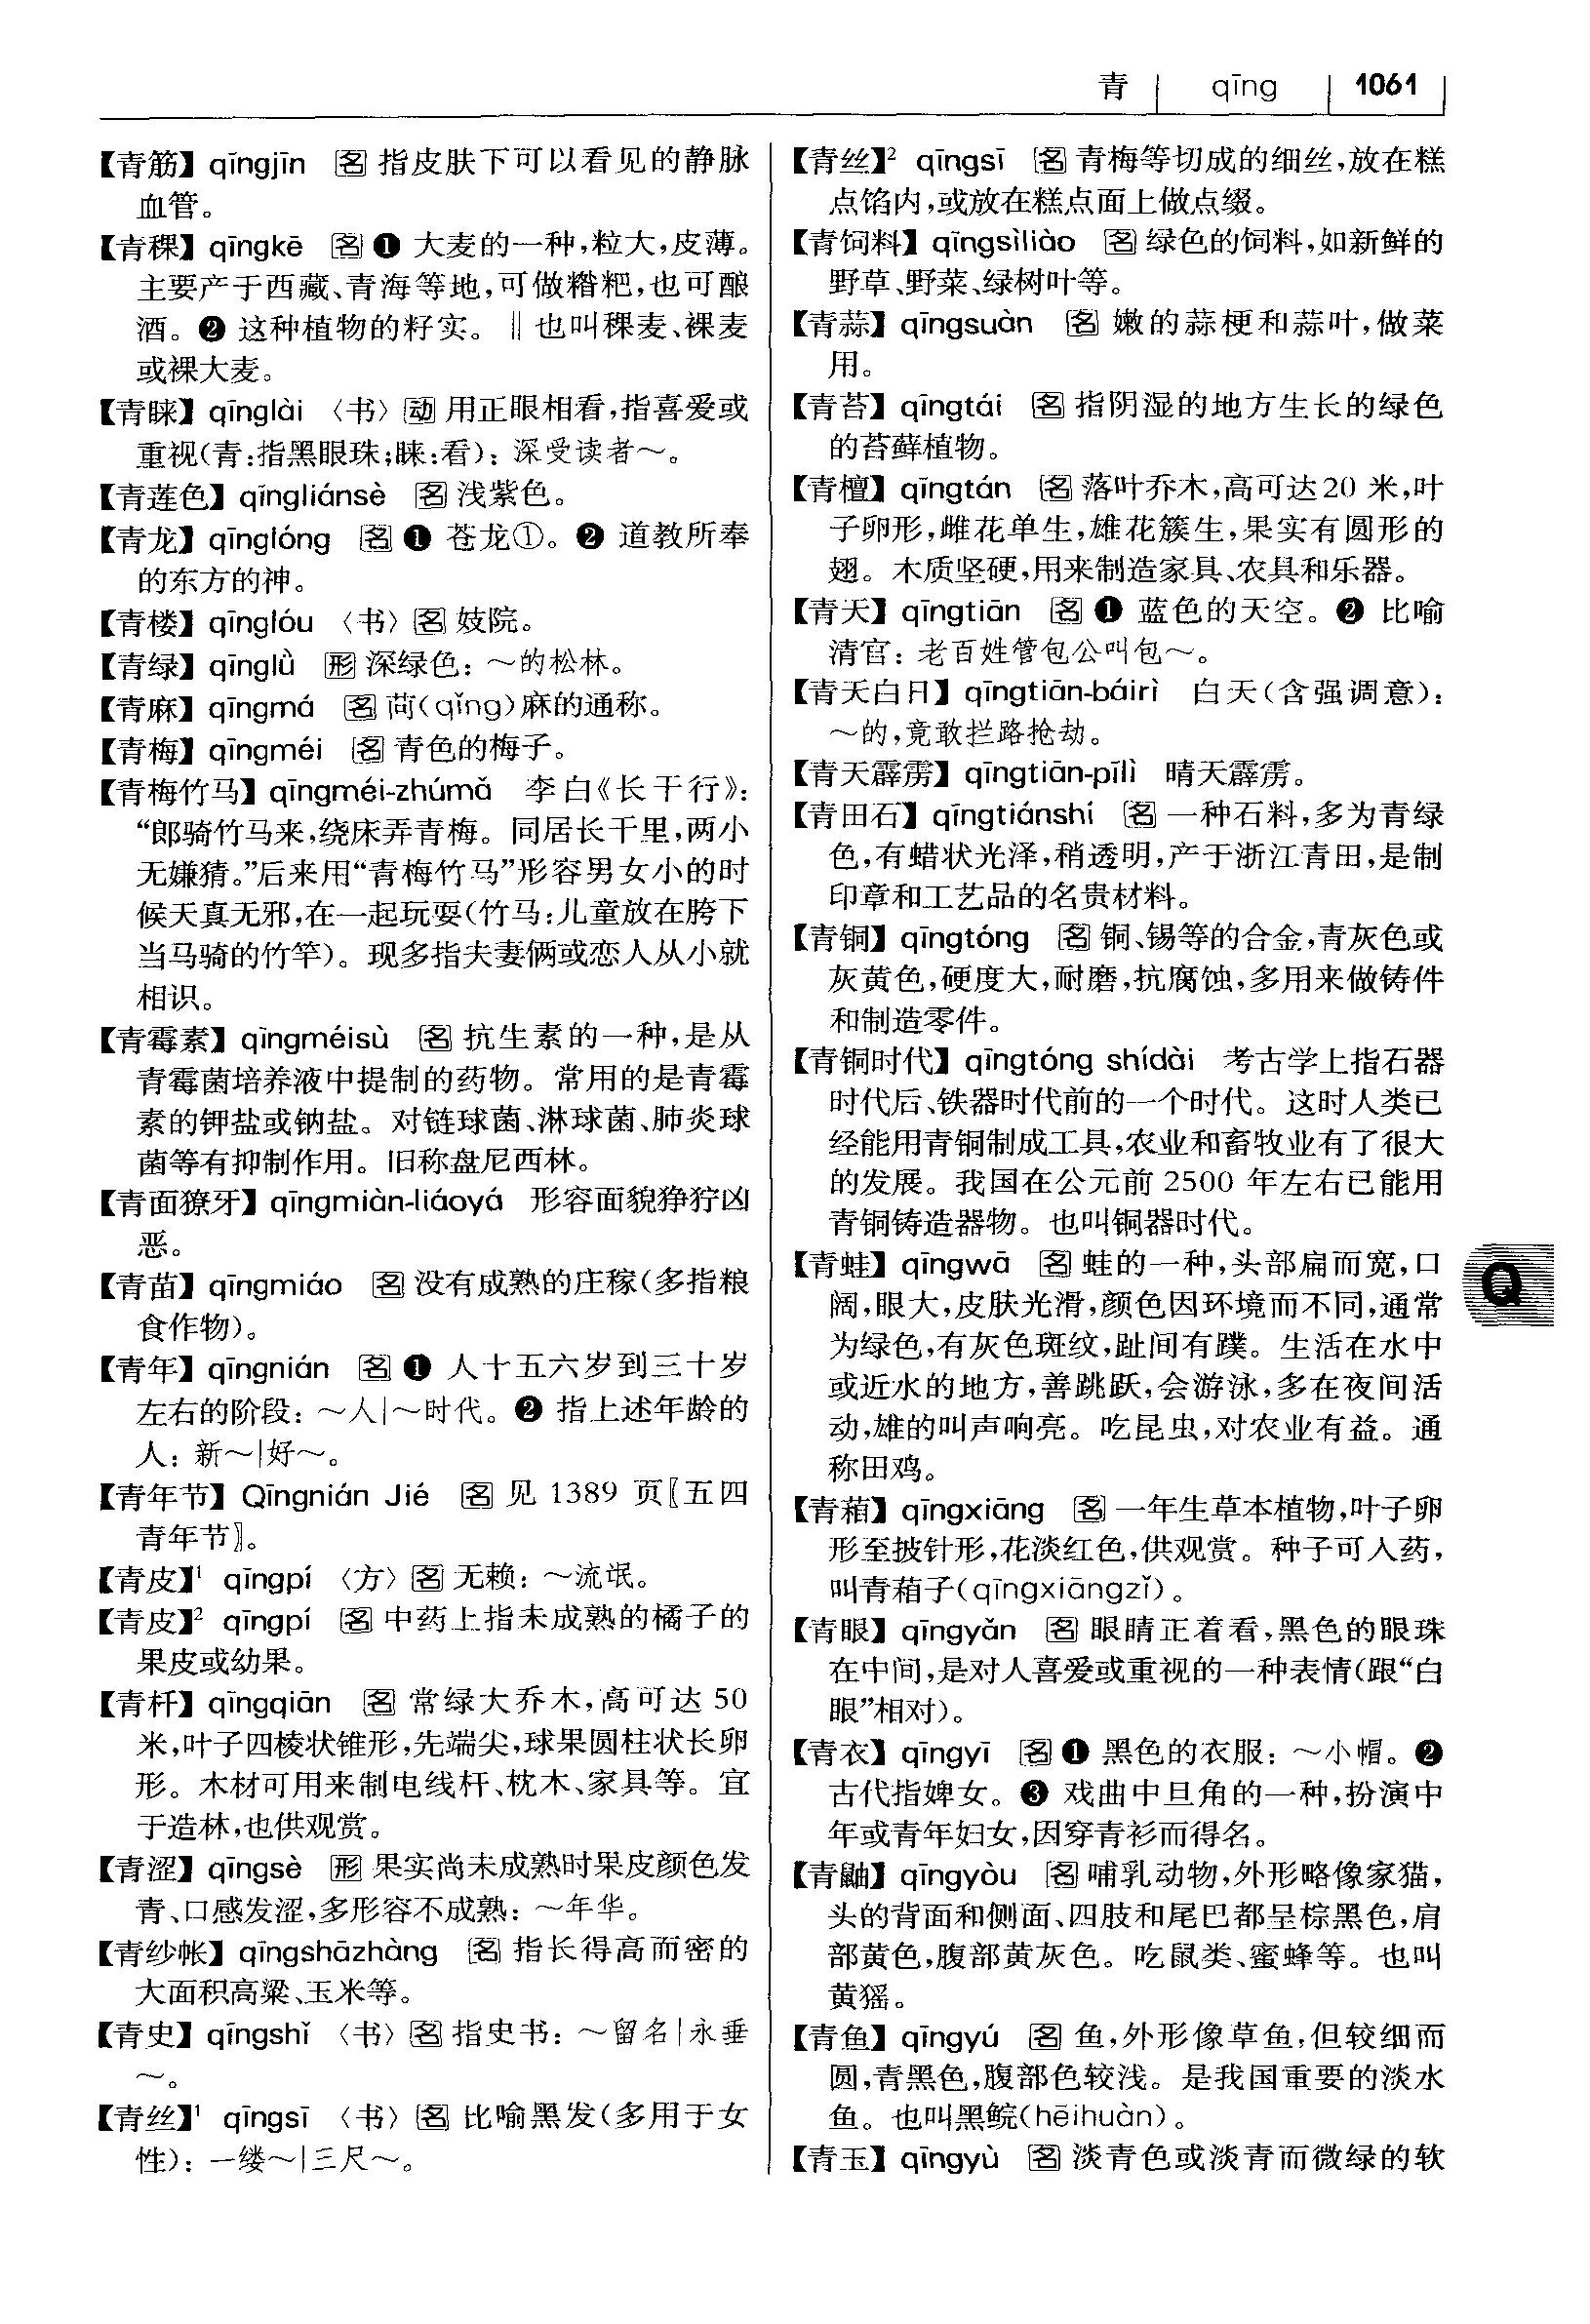 青 qīng 1061
【青筋】qīngjīn 名 指皮肤下可以看见的静脉
血管。
【青稞】qīngkē 名 ❶ 大麦的一种,粒大,皮薄。
主要产于西藏、青海等地,可做糌粑,也可酿
酒。❷ 这种植物的籽实。‖也叫稞麦、裸麦
或裸大麦。
【青睐】qīnglài 〈书〉动 用正眼相看,指喜爱或
重视(青:指黑眼珠;睐:看):深受读者~。
【青莲色】qīngliánsè 名 浅紫色。
【青龙】qīnglóng 名 ❶ 苍龙①。❷ 道教所奉
的东方的神。
【青楼】qīnglóu 〈书〉名 妓院。
【青绿】qīnglǜ 形 深绿色:~的松林。
【青麻】qīngmá 名 苘(qǐng)麻的通称。
【青梅】qīngméi 名 青色的梅子。
【青梅竹马】qīngméi-zhúmǎ 李白《长干行》:
“郎骑竹马来,绕床弄青梅。同居长干里,两小
无嫌猜。”后来用“青梅竹马”形容男女小的时
候天真无邪,在一起玩耍(竹马:儿童放在胯下
当马骑的竹竿)。现多指夫妻俩或恋人从小就
相识。
【青霉素】qīngméisù 名 抗生素的一种,是从
青霉菌培养液中提制的药物。常用的是青霉
素的钾盐或钠盐。对链球菌、淋球菌、肺炎球
菌等有抑制作用。旧称盘尼西林。
【青面獠牙】qīngmiàn-liáoyá 形容面貌狰狞凶
恶。
【青苗】qīngmiáo 名 没有成熟的庄稼(多指粮
食作物)。
【青年】qīngnián 名 ❶ 人十五六岁到三十岁
左右的阶段:~人|~时代。❷ 指上述年龄的
人:新~|好~。
【青年节】Qīngnián Jié 名 见 1389 页〖五四
青年节〗。
【青皮】¹ qīngpí 〈方〉名 无赖:~流氓。
【青皮】² qīngpí 名 中药上指未成熟的橘子的
果皮或幼果。
【青杄】qīngqiān 名 常绿大乔木,高可达 50
米,叶子四棱状锥形,先端尖,球果圆柱状长卵
形。木材可用来制电线杆、枕木、家具等。宜
于造林,也供观赏。
【青涩】qīngsè 形 果实尚未成熟时果皮颜色发
青、口感发涩,多形容不成熟:~年华。
【青纱帐】qīngshāzhàng 名 指长得高而密的
大面积高粱、玉米等。
【青史】qīngshǐ 〈书〉名 指史书:~留名|永垂
~。
【青丝】¹ qīngsī 〈书〉名 比喻黑发(多用于女
性):一缕~|三尺~。
【青丝】² qīngsī 名 青梅等切成的细丝,放在糕
点馅内,或放在糕点面上做点缀。
【青饲料】qīngsìliào 名 绿色的饲料,如新鲜的
野草、野菜、绿树叶等。
【青蒜】qīngsuàn 名 嫩的蒜梗和蒜叶,做菜
用。
【青苔】qīngtái 名 指阴湿的地方生长的绿色
的苔藓植物。
【青檀】qīngtán 名 落叶乔木,高可达20 米,叶
子卵形,雌花单生,雄花簇生,果实有圆形的
翅。木质坚硬,用来制造家具、农具和乐器。
【青天】qīngtiān 名 ❶ 蓝色的天空。❷ 比喻
清官:老百姓管包公叫包~。
【青天白日】qīngtiān-báirì 白天(含强调意):
~的,竟敢拦路抢劫。
【青天霹雳】qīngtiān-pīlì 晴天霹雳。
【青田石】qīngtiánshí 名 一种石料,多为青绿
色,有蜡状光泽,稍透明,产于浙江青田,是制
印章和工艺品的名贵材料。
【青铜】qīngtóng 名 铜、锡等的合金,青灰色或
灰黄色,硬度大,耐磨,抗腐蚀,多用来做铸件
和制造零件。
【青铜时代】qīngtóng shídài 考古学上指石器
时代后、铁器时代前的一个时代。这时人类已
经能用青铜制成工具,农业和畜牧业有了很大
的发展。我国在公元前 2500 年左右已能用
青铜铸造器物。也叫铜器时代。
【青蛙】qīngwā 名 蛙的一种,头部扁而宽,口
阔,眼大,皮肤光滑,颜色因环境而不同,通常
为绿色,有灰色斑纹,趾间有蹼。生活在水中
或近水的地方,善跳跃,会游泳,多在夜间活
动,雄的叫声响亮。吃昆虫,对农业有益。通
称田鸡。
【青葙】qīngxiāng 名 一年生草本植物,叶子卵
形至披针形,花淡红色,供观赏。种子可入药,
叫青葙子(qīngxiāngzǐ)。
【青眼】qīngyǎn 名 眼睛正着看,黑色的眼珠
在中间,是对人喜爱或重视的一种表情(跟“白
眼”相对)。
【青衣】qīngyī 名 ❶ 黑色的衣服:~小帽。❷
古代指婢女。❸ 戏曲中旦角的一种,扮演中
年或青年妇女,因穿青衫而得名。
【青鼬】qīngyòu 名 哺乳动物,外形略像家猫,
头的背面和侧面、四肢和尾巴都呈棕黑色,肩
部黄色,腹部黄灰色。吃鼠类、蜜蜂等。也叫
黄猺。
【青鱼】qīngyú 名 鱼,外形像草鱼,但较细而
圆,青黑色,腹部色较浅。是我国重要的淡水
鱼。也叫黑鲩(hēihuàn)。
【青玉】qīngyù 名 淡青色或淡青而微绿的软
Q